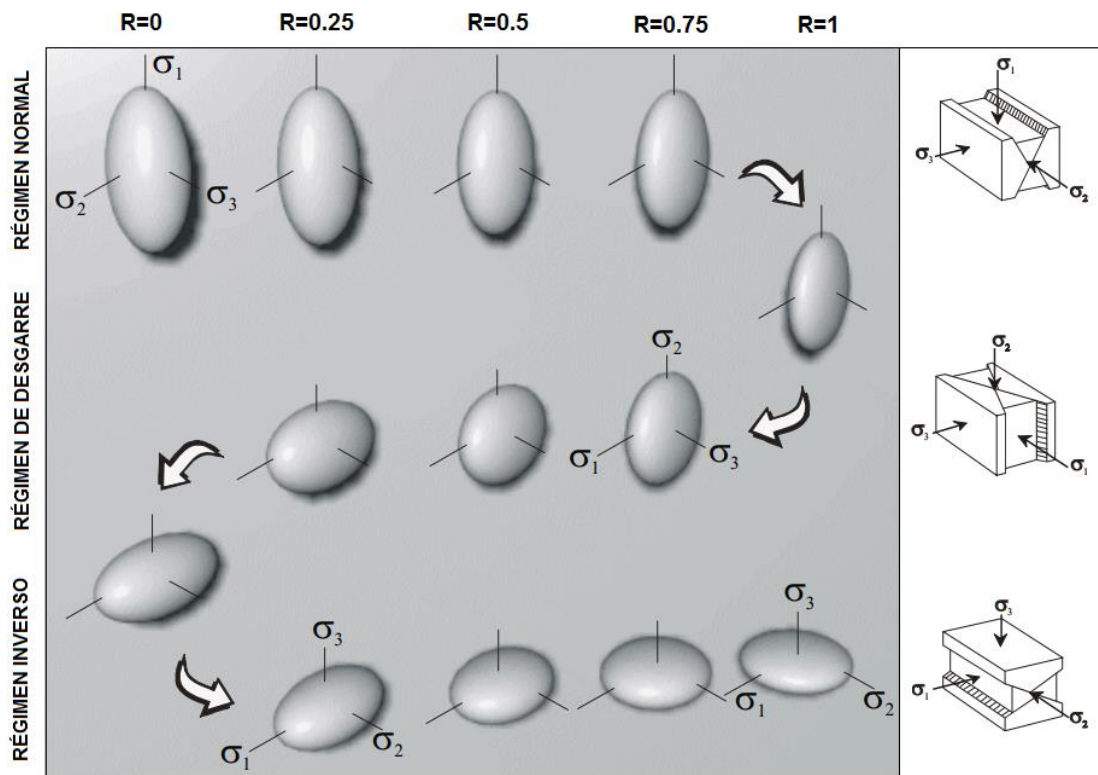 R=0 R=0.25 R=0.5 R=0.75 R=1
RÉGIMEN NORMAL
σ1
σ2
σ3
σ1
σ3
σ2
RÉGIMEN DE DESGARRE
σ2
σ1
σ3
σ2
σ3
σ1
RÉGIMEN INVERSO
σ3
σ1
σ2
σ3
σ1
σ2
σ3
σ1
σ2